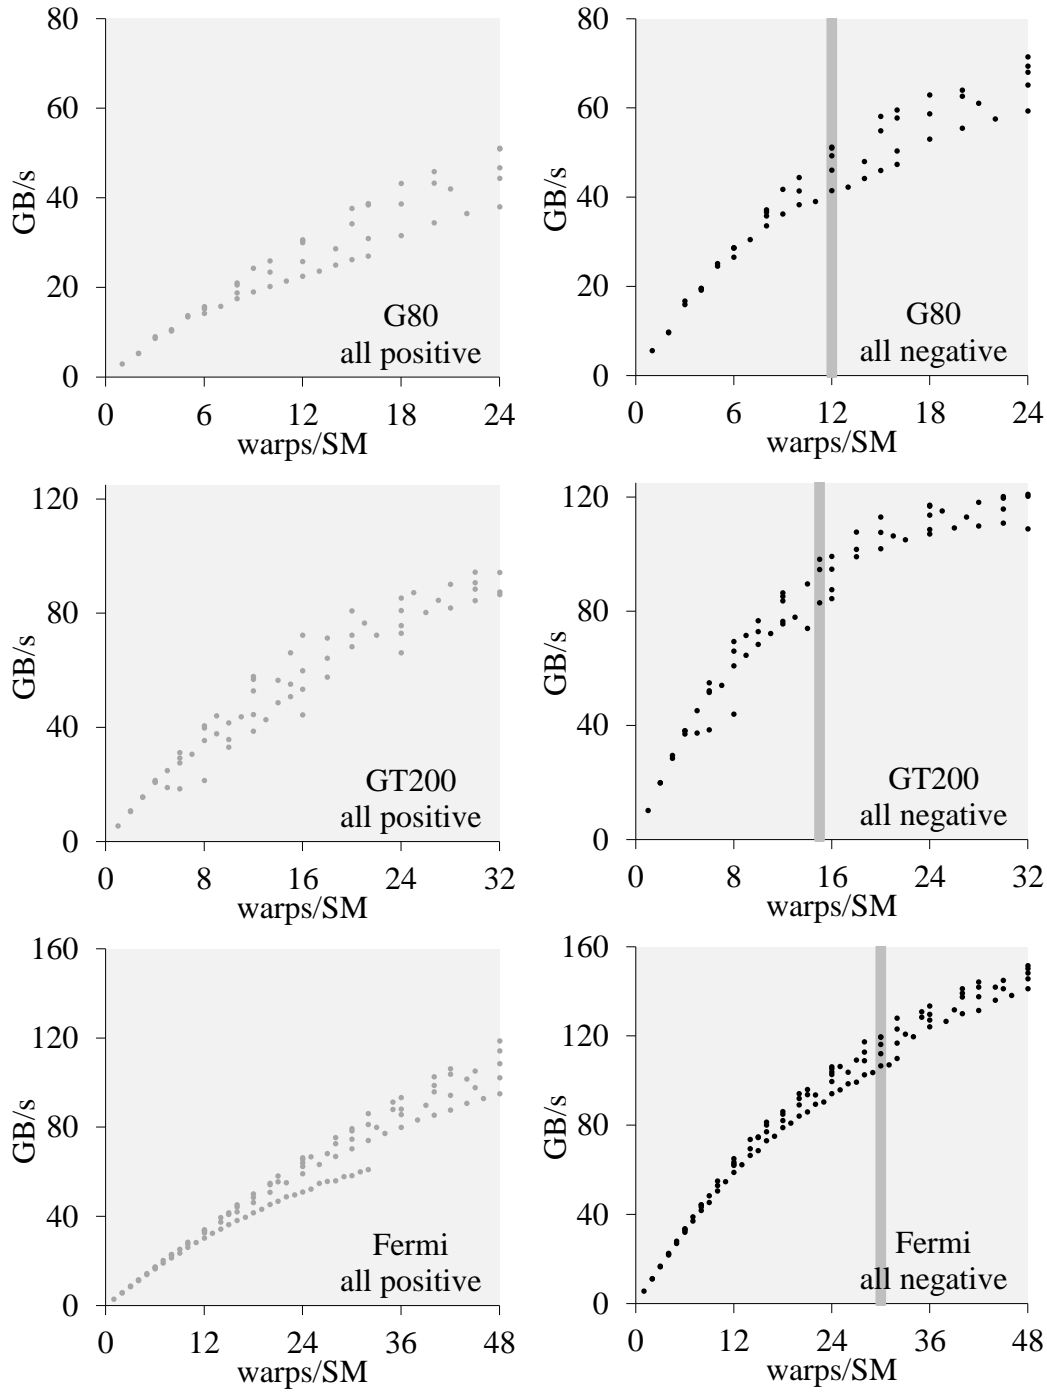 80
60
40
20
0
GB/s
G80
all positive
0 6 12 18 24
warps/SM
80
60
40
20
0
GB/s
G80
all negative
0 6 12 18 24
warps/SM
120
80
40
0
GB/s
GT200
all positive
0 8 16 24 32
warps/SM
120
80
40
0
GB/s
GT200
all negative
0 8 16 24 32
warps/SM
160
120
80
40
0
GB/s
Fermi
all positive
0 12 24 36 48
warps/SM
160
120
80
40
0
GB/s
Fermi
all negative
0 12 24 36 48
warps/SM